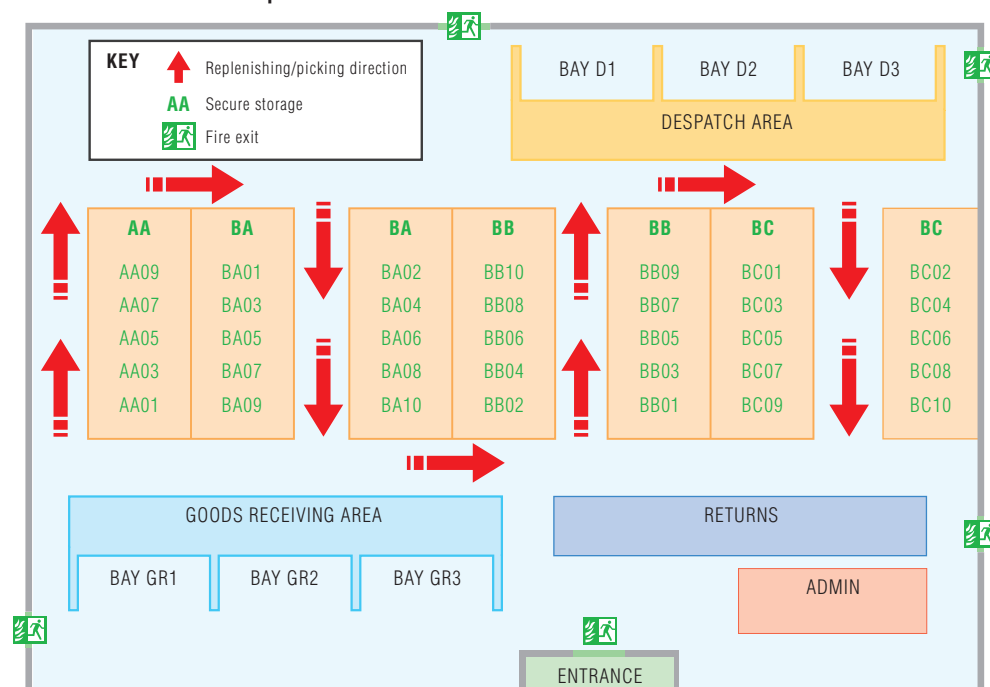 KEY
Replenishing/picking direction
AA Secure storage
Fire exit
BAY D1 BAY D2 BAY D3
DESPATCH AREA
AA BA BA BB BB BC BC
AA09 BA01 BA02 BB10 BB09 BC01 BC02
AA07 BA03 BA04 BB08 BB07 BC03 BC04
AA05 BA05 BA06 BB06 BB05 BC05 BC06
AA03 BA07 BA08 BB04 BB03 BC07 BC08
AA01 BA09 BA10 BB02 BB01 BC09 BC10
GOODS RECEIVING AREA
BAY GR1 BAY GR2 BAY GR3
RETURNS
ADMIN
ENTRANCE